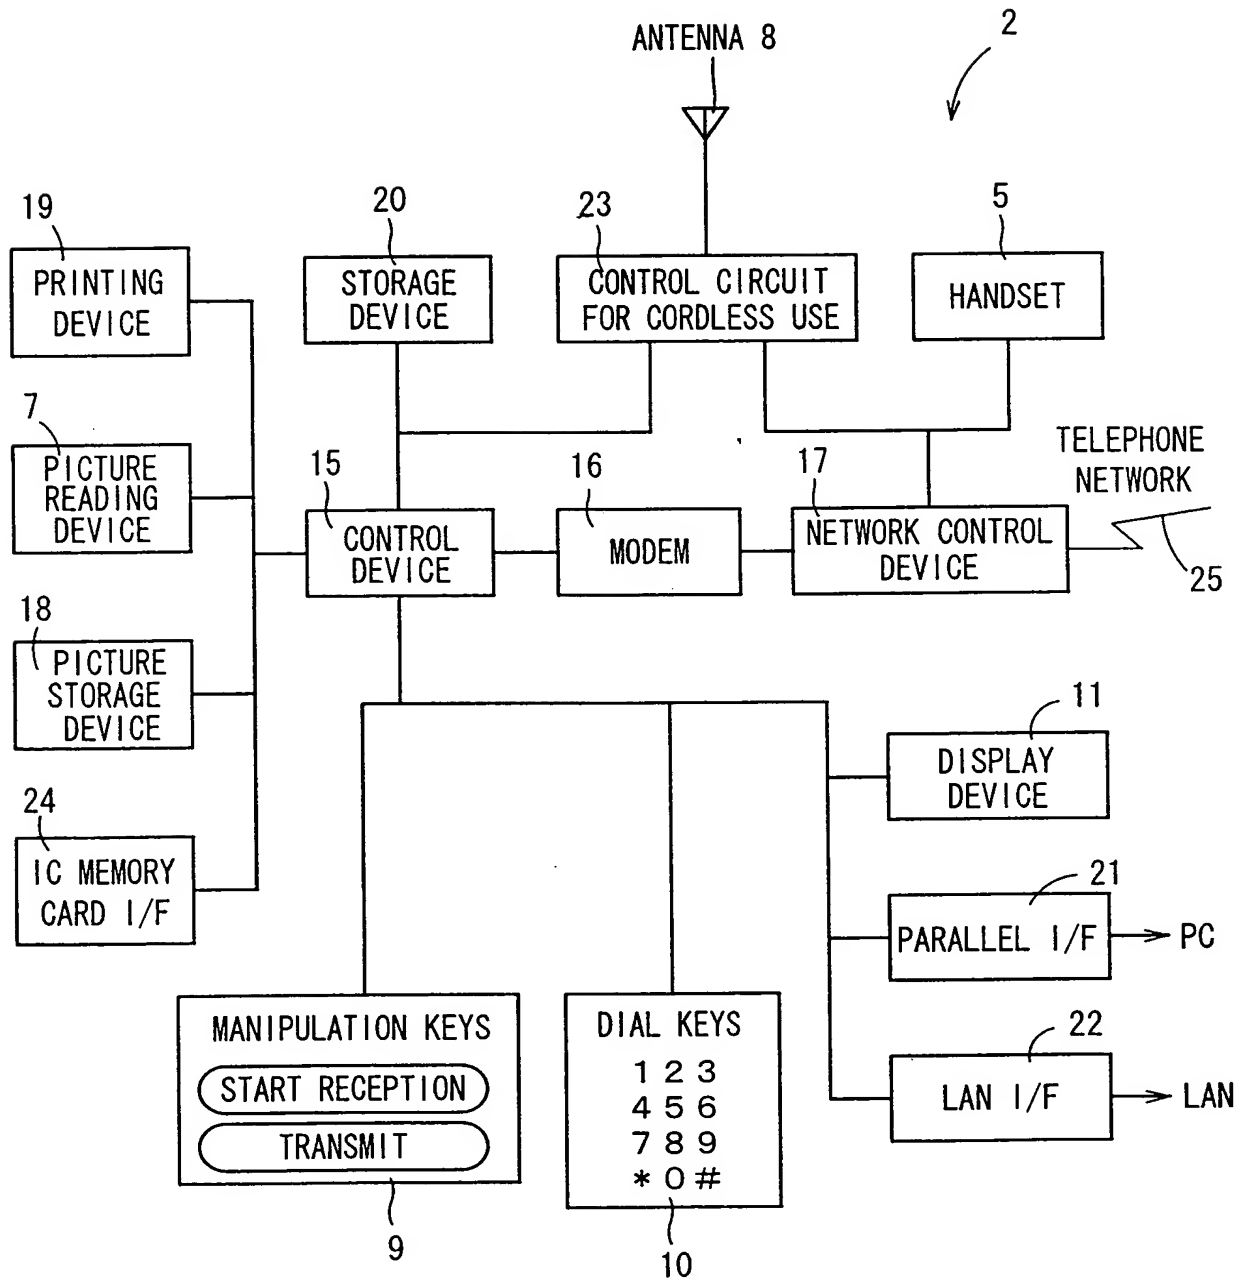 ANTENNA 8
2
19
PRINTING
DEVICE
20
STORAGE
DEVICE
23
CONTROL CIRCUIT
FOR CORDLESS USE
5
HANDSET
7
PICTURE
READING
DEVICE
15
CONTROL
DEVICE
16
MODEM
17
NETWORK CONTROL
DEVICE
TELEPHONE
NETWORK
25
18
PICTURE
STORAGE
DEVICE
24
IC MEMORY
CARD I/F
11
DISPLAY
DEVICE
21
PARALLEL I/F
PC
22
LAN I/F
LAN
MANIPULATION KEYS
START RECEPTION
TRANSMIT
9
DIAL KEYS
1 2 3
4 5 6
7 8 9
* 0 #
10